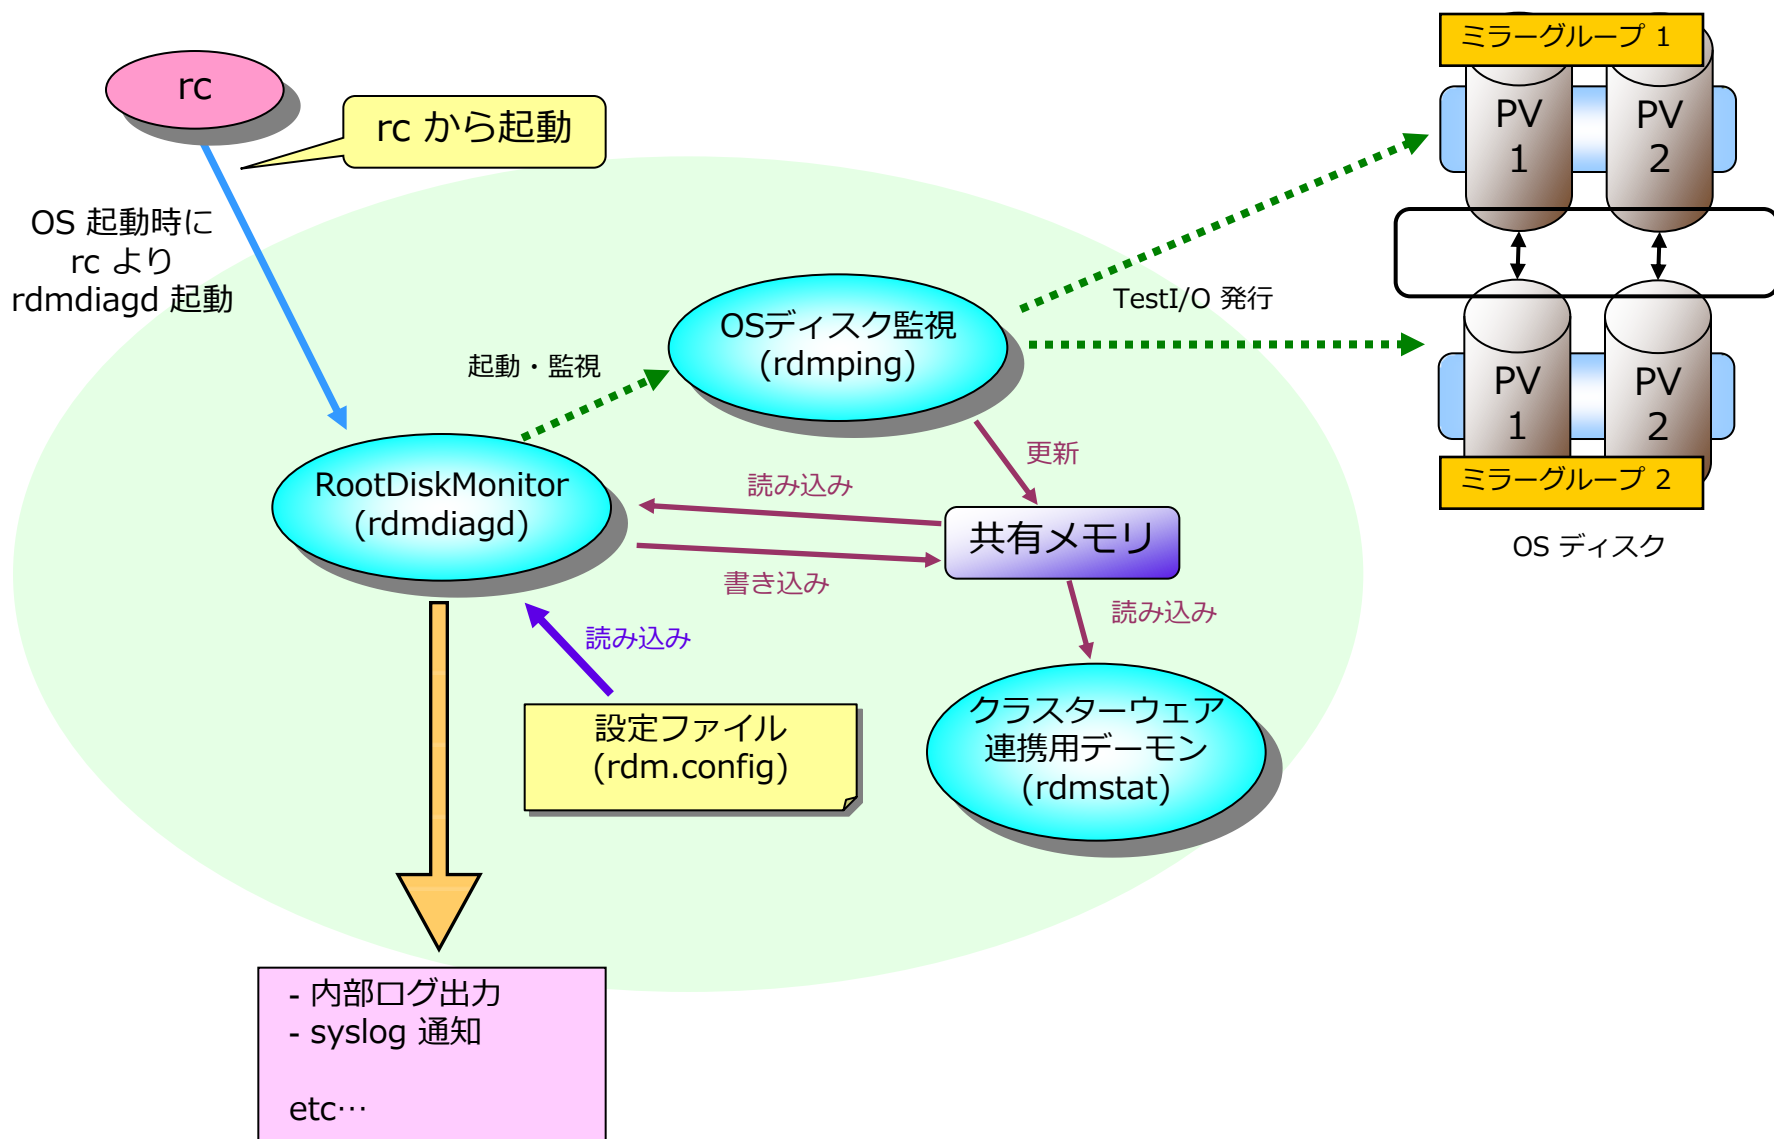 rc
rc から起動
OS 起動時に
rc より
rdmdiagd 起動
ミラーグループ 1
PV
1
PV
2
TestI/O 発行
OSディスク監視
(rdmping)
起動・監視
PV
1
PV
2
ミラーグループ 2
OS ディスク
更新
読み込み
RootDiskMonitor
(rdmdiagd)
共有メモリ
書き込み
読み込み
読み込み
設定ファイル
(rdm.config)
クラスターウェア
連携用デーモン
(rdmstat)
- 内部ログ出力
- syslog 通知
etc…